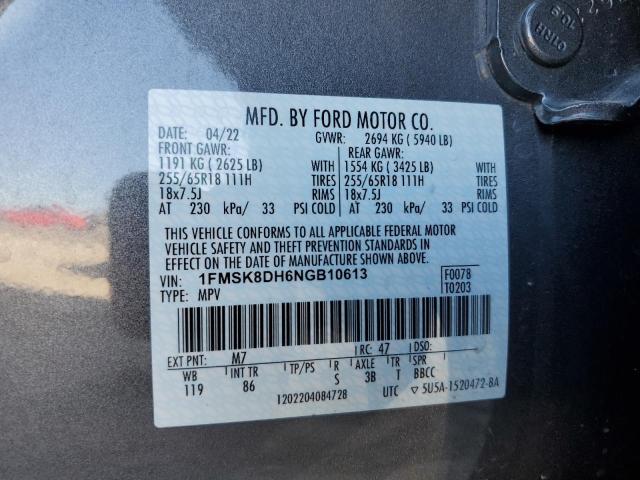 MFD. BY FORD MOTOR CO.
DATE: 04/22 GVWR: 2694 KG ( 5940 LB)
FRONT GAWR: REAR GAWR:
1191 KG ( 2625 LB) WITH 1554 KG ( 3425 LB) WITH
255/65R18 111H TIRES 255/65R18 111H TIRES
18x7.5J RIMS 18x7.5J RIMS
AT 230 kPa/ 33 PSI COLD AT 230 kPa/ 33 PSI COLD
THIS VEHICLE CONFORMS TO ALL APPLICABLE FEDERAL MOTOR
VEHICLE SAFETY AND THEFT PREVENTION STANDARDS IN
EFFECT ON THE DATE OF MANUFACTURE SHOWN ABOVE.
VIN: 1FMSK8DH6NGB10613 F0078
TYPE: MPV T0203
EXT PNT: M7 RC: 47 DSO:
WB INT TR TP/PS R AXLE TR SPR
119 86 S 3B T BBCC
1202204084728 UTC ▽ 5U5A-1520472-8A
GTRH
10.9